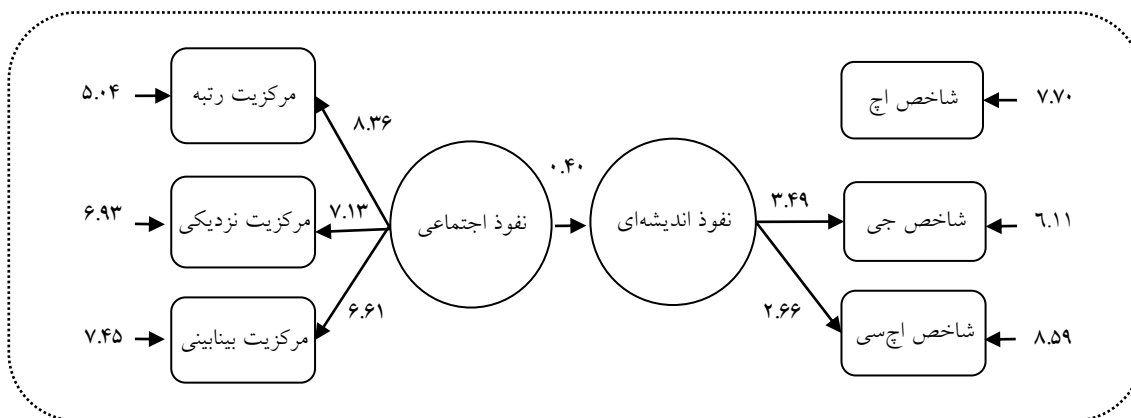 ۵.۰۴
مرکزیت رتبه
۸.۳۶
۶.۹۳
مرکزیت نزدیکی
۷.۱۳
۷.۴۵
مرکزیت بینابینی
۶.۶۱
نفوذ اجتماعی
۰.۴۰
نفوذ اندیشه‌ای
شاخص اچ
۷.۷۰
۳.۴۹
شاخص جی
۶.۱۱
۲.۶۶
شاخص اچ‌سی
۸.۵۹